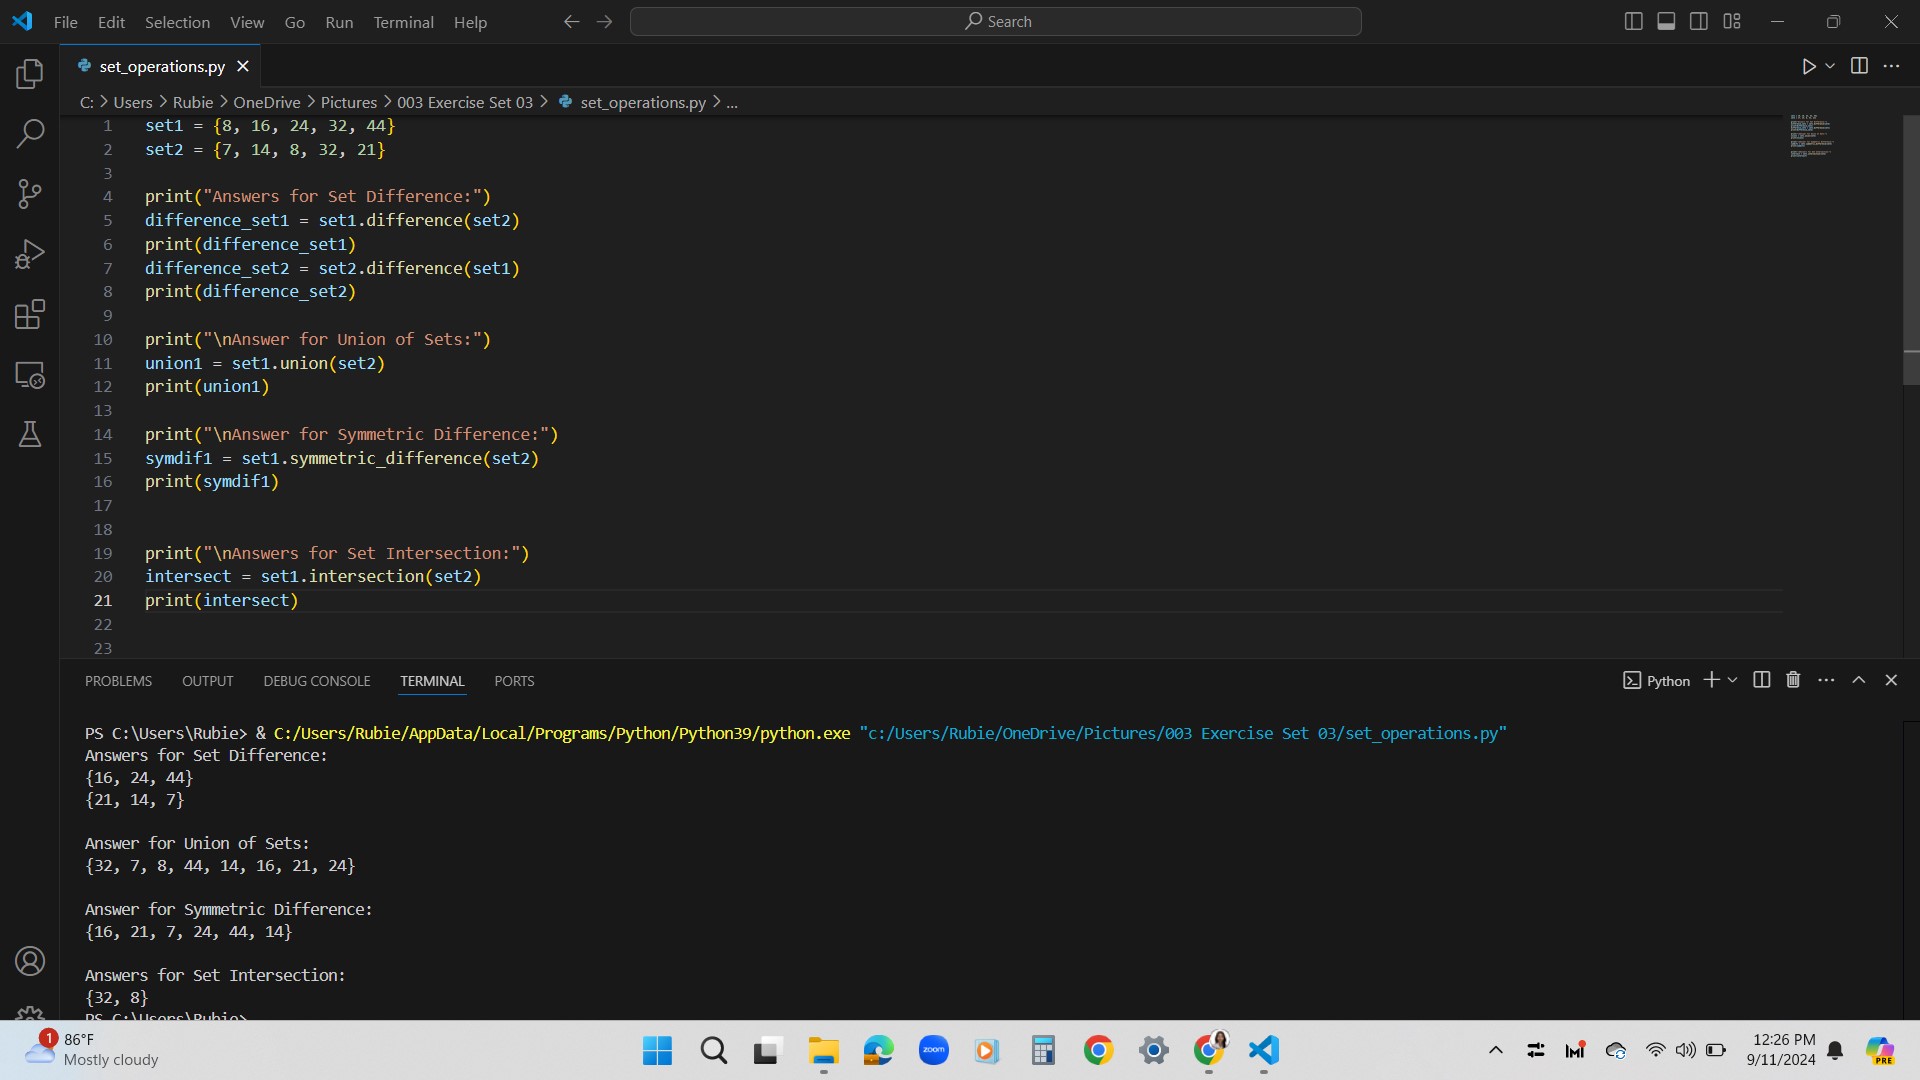 File Edit Selection View Go Run Terminal Help
Search
set_operations.py
C: > Users > Rubie > OneDrive > Pictures > 003 Exercise Set 03 > set_operations.py > ...
1 set1 = {8, 16, 24, 32, 44}
2 set2 = {7, 14, 8, 32, 21}
3
4 print("Answers for Set Difference:")
5 difference_set1 = set1.difference(set2)
6 print(difference_set1)
7 difference_set2 = set2.difference(set1)
8 print(difference_set2)
9
10 print("\nAnswer for Union of Sets:")
11 union1 = set1.union(set2)
12 print(union1)
13
14 print("\nAnswer for Symmetric Difference:")
15 symdif1 = set1.symmetric_difference(set2)
16 print(symdif1)
17
18
19 print("\nAnswers for Set Intersection:")
20 intersect = set1.intersection(set2)
21 print(intersect)
22
23
PROBLEMS OUTPUT DEBUG CONSOLE TERMINAL PORTS
Python
PS C:\Users\Rubie> & C:/Users/Rubie/AppData/Local/Programs/Python/Python39/python.exe "c:/Users/Rubie/OneDrive/Pictures/003 Exercise Set 03/set_operations.py"
Answers for Set Difference:
{16, 24, 44}
{21, 14, 7}
Answer for Union of Sets:
{32, 7, 8, 44, 14, 16, 21, 24}
Answer for Symmetric Difference:
{16, 21, 7, 24, 44, 14}
Answers for Set Intersection:
{32, 8}
PS C:\Users\Rubie>
1
86°F
Mostly cloudy
zoom
12:26 PM
9/11/2024
PRE